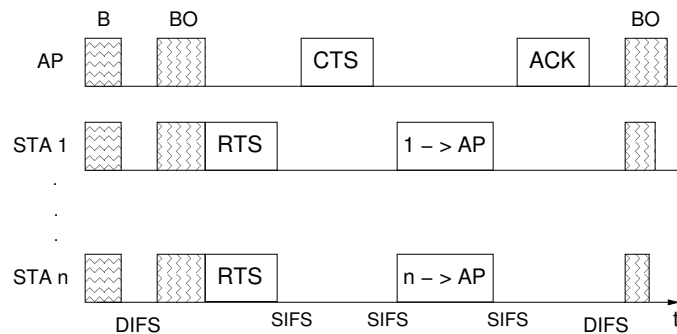 B BO BO
AP CTS ACK
STA 1 RTS 1 – > AP
.
.
.
STA n RTS n – > AP
DIFS SIFS SIFS SIFS DIFS t